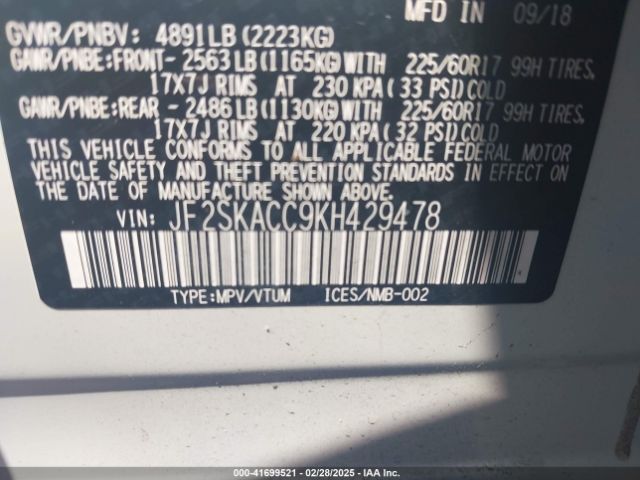 MFD IN 09/18
GVWR/PNBV: 4891LB(2223KG)
GAWR/PNBE:FRONT- 2563LB(1165KG)WITH 225/60R17 99H TIRES,
17X7J RIMS AT 230 KPA(33 PSI)COLD
GAWR/PNBE:REAR - 2486LB(1130KG)WITH 225/60R17 99H TIRES,
17X7J RIMS AT 220 KPA(32 PSI)COLD
THIS VEHICLE CONFORMS TO ALL APPLICABLE FEDERAL MOTOR
VEHICLE SAFETY AND THEFT PREVENTION STANDARDS IN EFFECT ON
THE DATE OF MANUFACTURE SHOWN ABOVE.
VIN: JF2SKACC9KH429478
TYPE:MPV/VTUM ICES/NMB-002
000-41699521 - 02/28/2025 - IAA Inc.